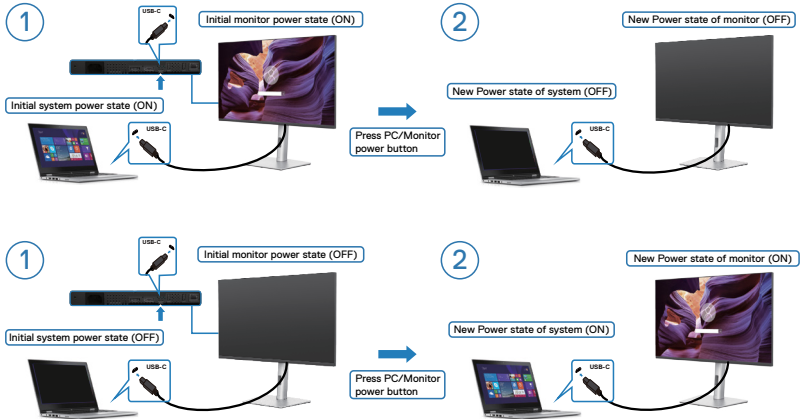 1
USB-C
Initial monitor power state (ON)
Initial system power state (ON)
USB-C
Press PC/Monitor
power button
2
New Power state of monitor (OFF)
New Power state of system (OFF)
USB-C
1
USB-C
Initial monitor power state (OFF)
Initial system power state (OFF)
USB-C
Press PC/Monitor
power button
2
New Power state of monitor (ON)
New Power state of system (ON)
USB-C